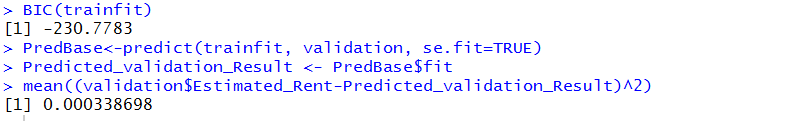 > BIC(trainfit)
[1] -230.7783
> PredBase<-predict(trainfit, validation, se.fit=TRUE)
> Predicted_validation_Result <- PredBase$fit
> mean((validation$Estimated_Rent-Predicted_validation_Result)^2)
[1] 0.000338698